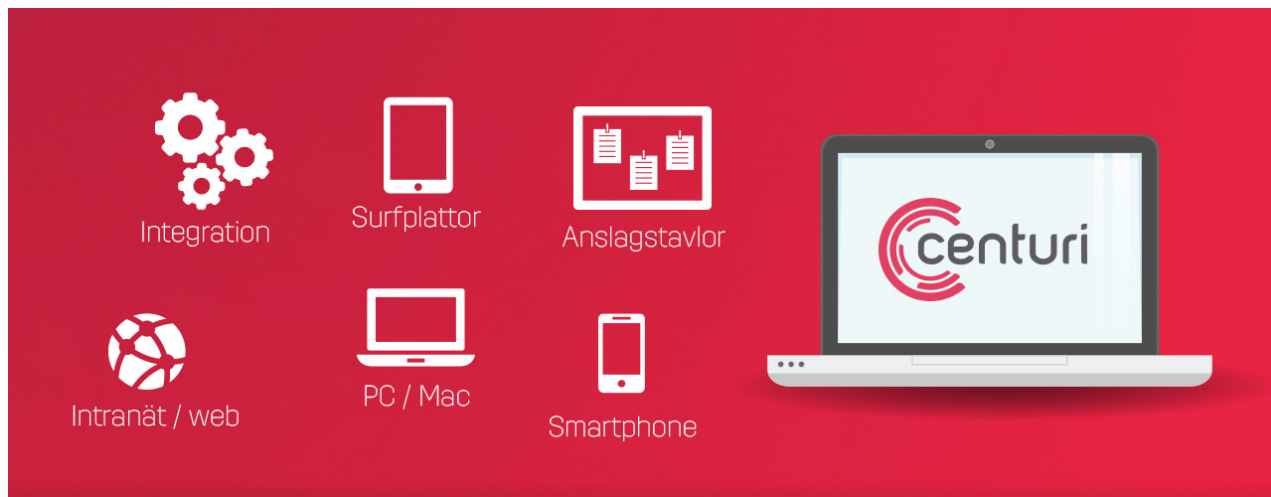 Integration
Surfplattor
Anslagstavlor
centuri
Intranät / web
PC / Mac
Smartphone